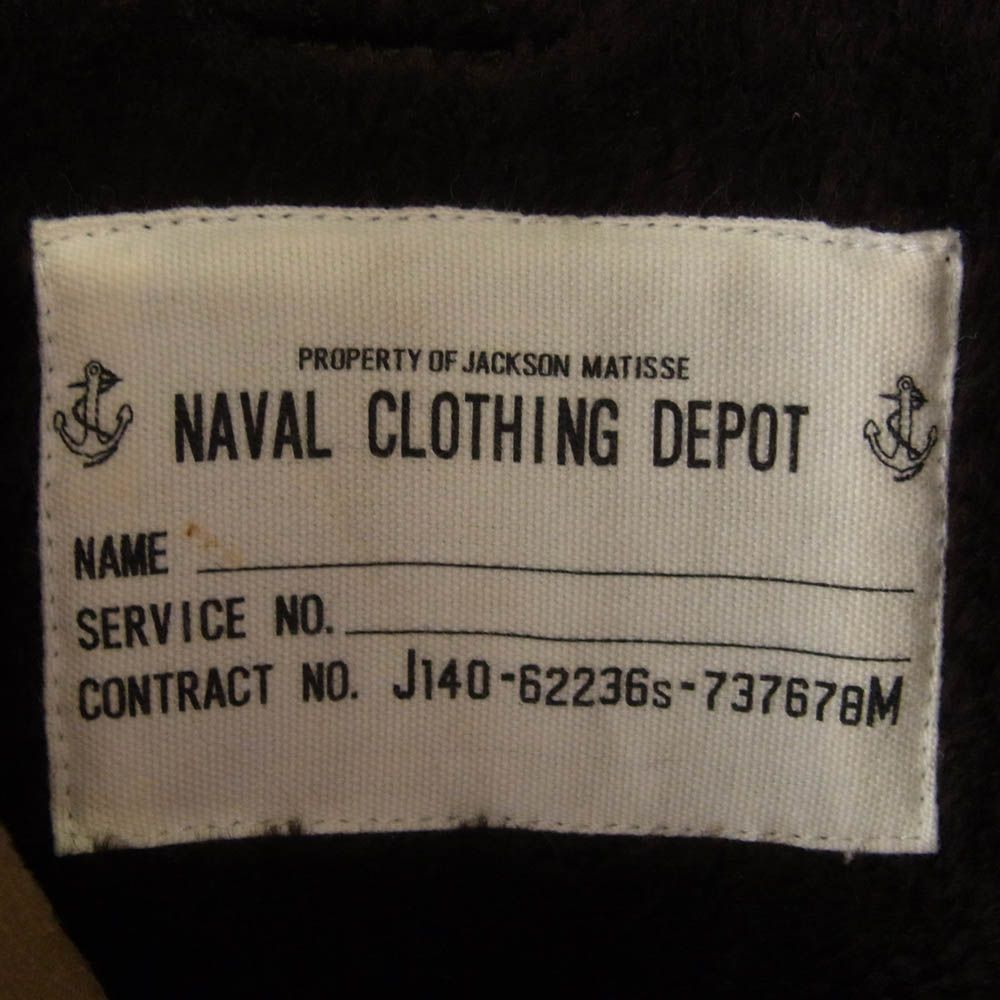 PROPERTY OF JACKSON MATISSE
NAVAL CLOTHING DEPOT
NAME
SERVICE NO.
CONTRACT NO. J140-62236s-737678M